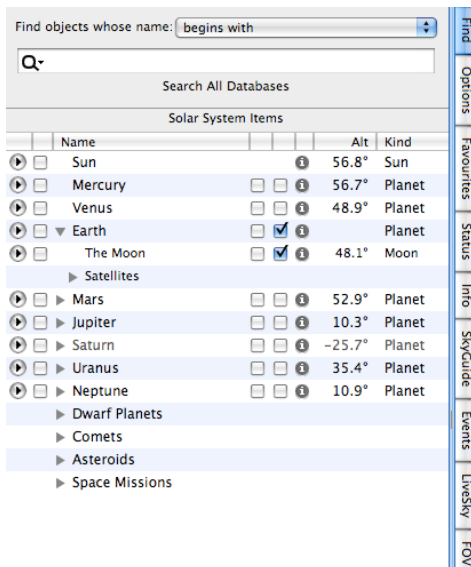 Find objects whose name: begins with
Search All Databases
Solar System Items
Name Alt Kind
Sun 56.8° Sun
Mercury 56.7° Planet
Venus 48.9° Planet
Earth Planet
The Moon 48.1° Moon
Satellites
Mars 52.9° Planet
Jupiter 10.3° Planet
Saturn -25.7° Planet
Uranus 35.4° Planet
Neptune 10.9° Planet
Dwarf Planets
Comets
Asteroids
Space Missions
Find
Options
Favourites
Status
Info
SkyGuide
Events
LiveSky
FOV